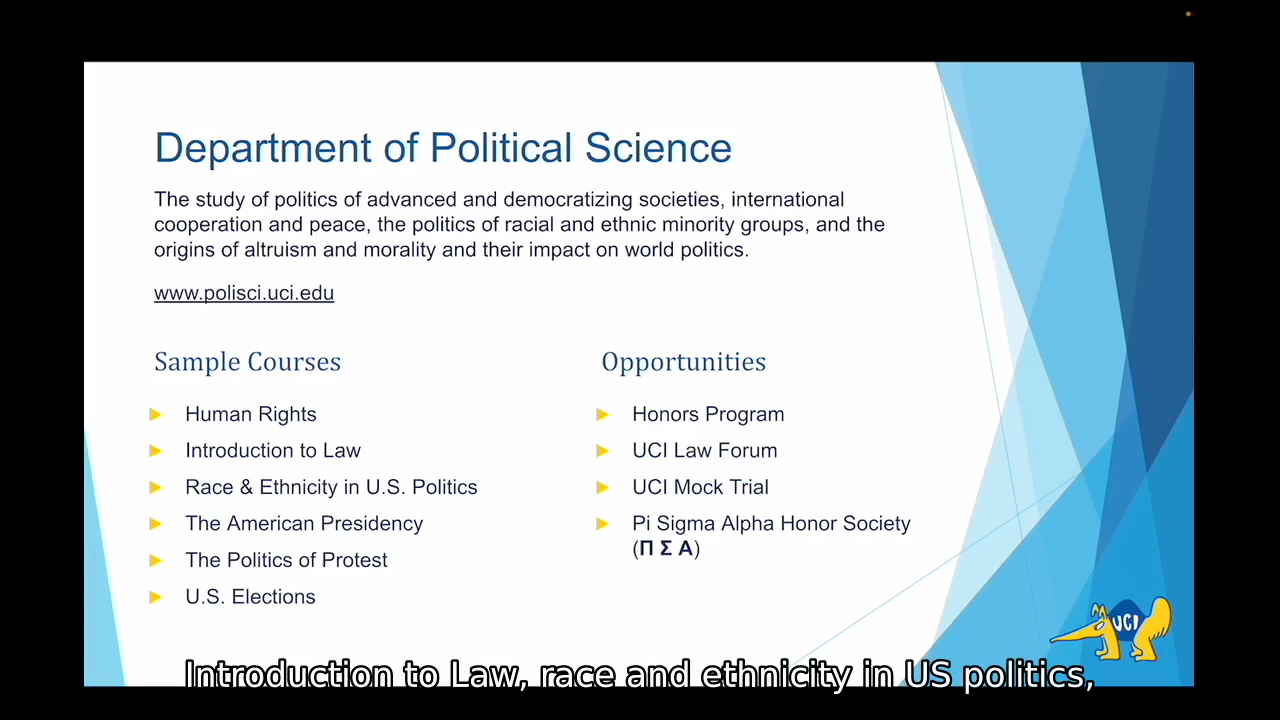 Department of Political Science
The study of politics of advanced and democratizing societies, international
cooperation and peace, the politics of racial and ethnic minority groups, and the
origins of altruism and morality and their impact on world politics.
www.polisci.uci.edu
Sample Courses
Human Rights
Introduction to Law
Race & Ethnicity in U.S. Politics
The American Presidency
The Politics of Protest
U.S. Elections
Opportunities
Honors Program
UCI Law Forum
UCI Mock Trial
Pi Sigma Alpha Honor Society
(Π Σ Α)
UCI
Introduction to Law, race and ethnicity in US politics,